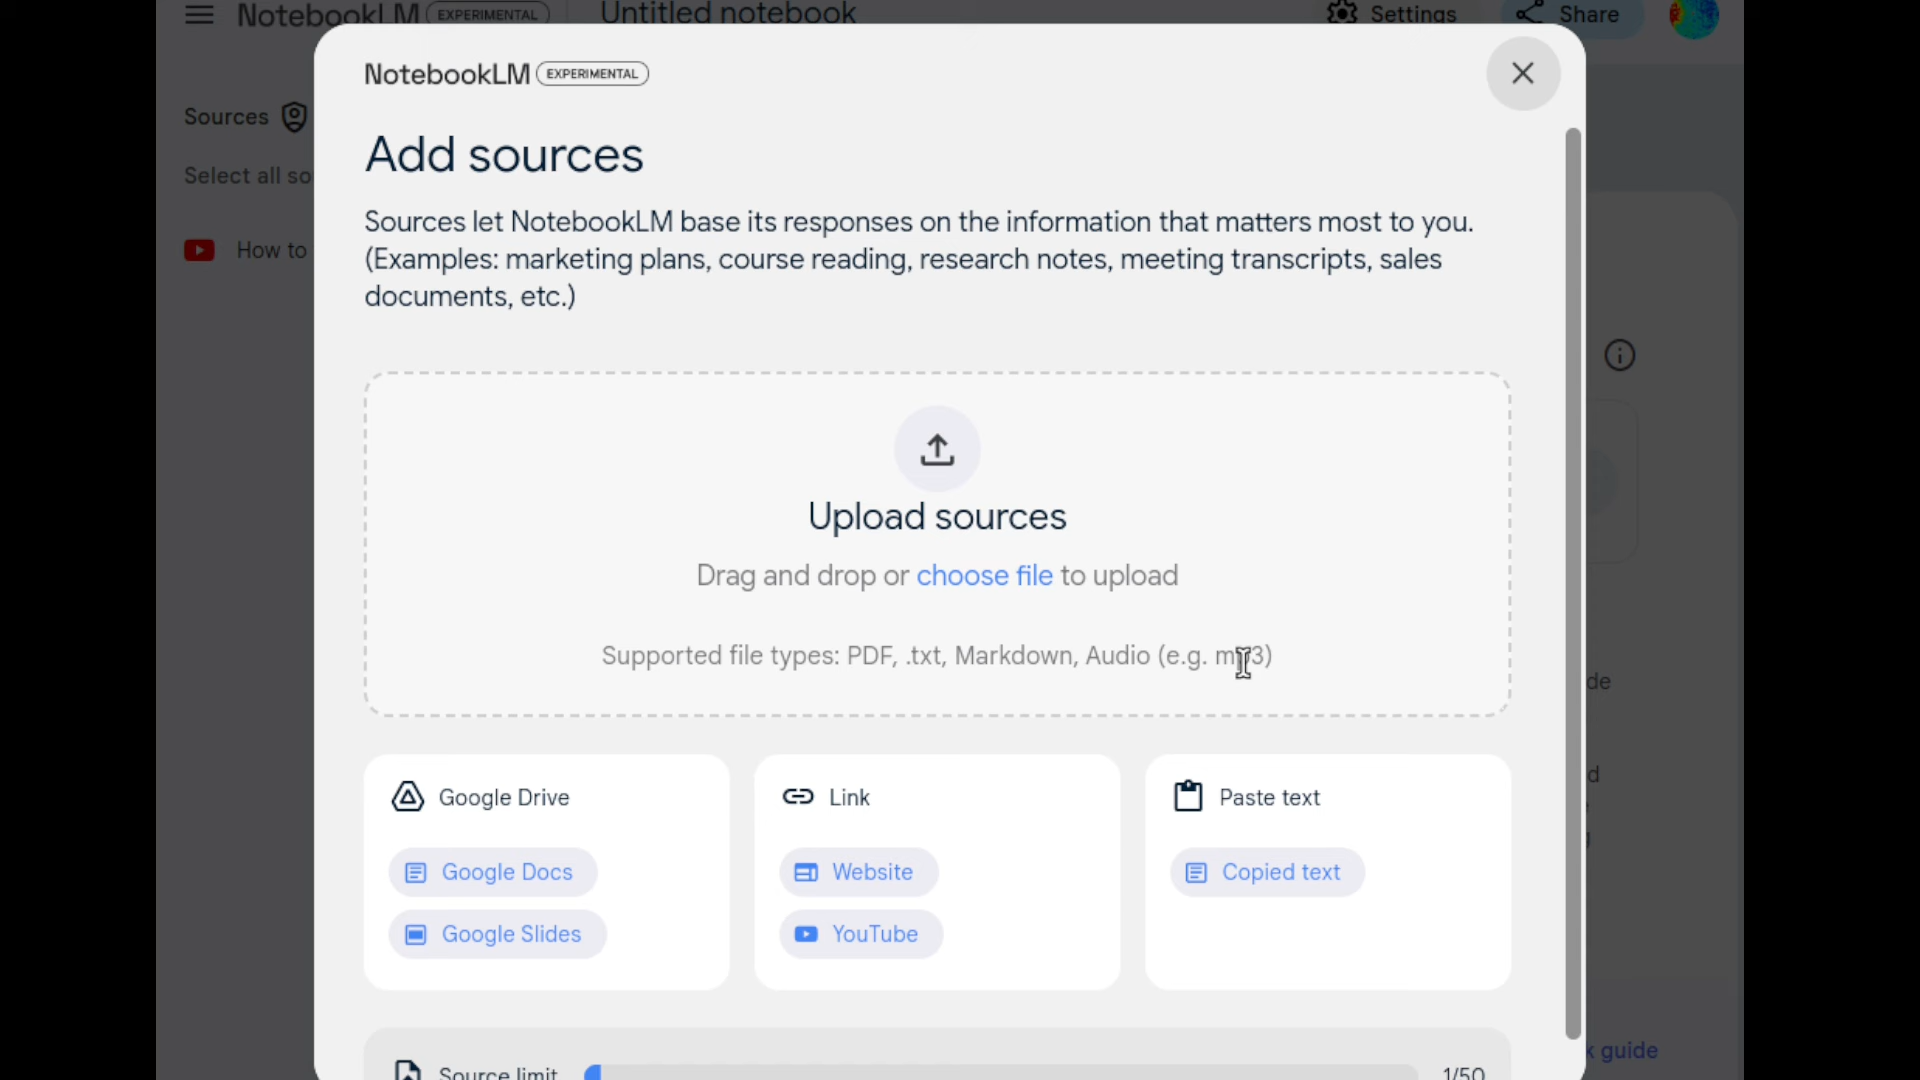 NotebookLM EXPERIMENTAL Untitled notebook Settings Share
NotebookLM EXPERIMENTAL
Sources
Add sources
Select all so
Sources let NotebookLM base its responses on the information that matters most to you.
(Examples: marketing plans, course reading, research notes, meeting transcripts, sales
documents, etc.)
How to
Upload sources
Drag and drop or choose file to upload
Supported file types: PDF, .txt, Markdown, Audio (e.g. mp3)
de
Google Drive
Link
Paste text
d
Google Docs
Website
Copied text
Google Slides
YouTube
k guide
Source limit 1/50